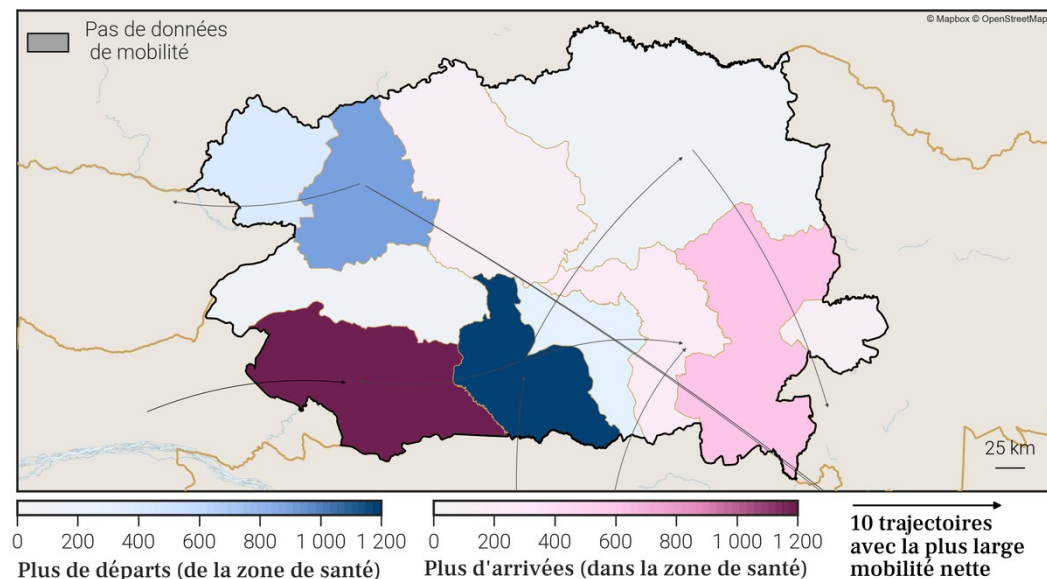 © Mapbox © OpenStreetMap
Pas de données
de mobilité
25 km
0 200 400 600 800 1 000 1 200
Plus de départs (de la zone de santé)
0 200 400 600 800 1 000 1 200
Plus d'arrivées (dans la zone de santé)
10 trajectoires
avec la plus large
mobilité nette